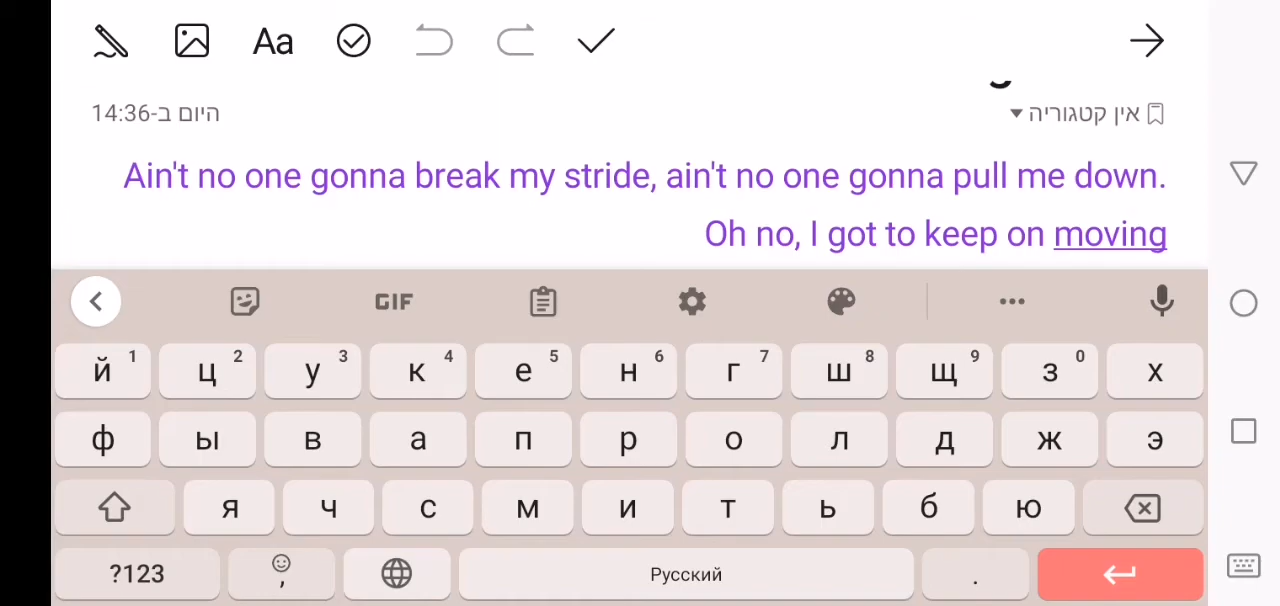 Aa
היום ב-14:36
אין קטגוריה
Ain't no one gonna break my stride, ain't no one gonna pull me down.
Oh no, I got to keep on moving
GIF
й 1 ц 2 у 3 к 4 е 5 н 6 г 7 ш 8 щ 9 з 0 х
ф ы в а п р о л д ж э
я ч с м и т ь б ю
?123 , Русский .